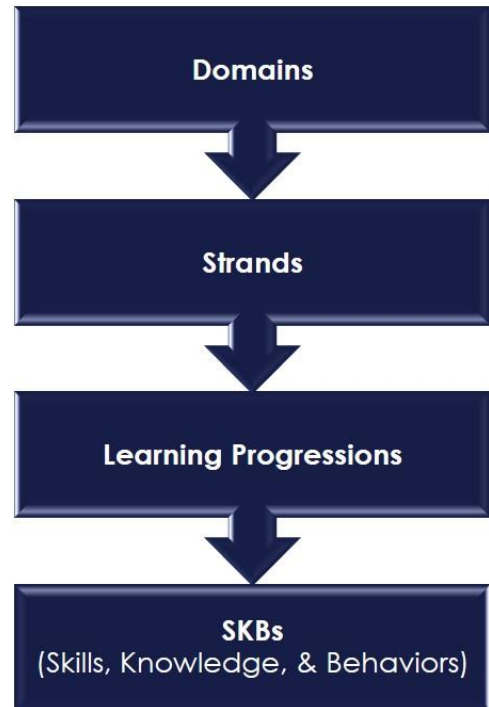 Domains
Strands
Learning Progressions
SKBs
(Skills, Knowledge, & Behaviors)